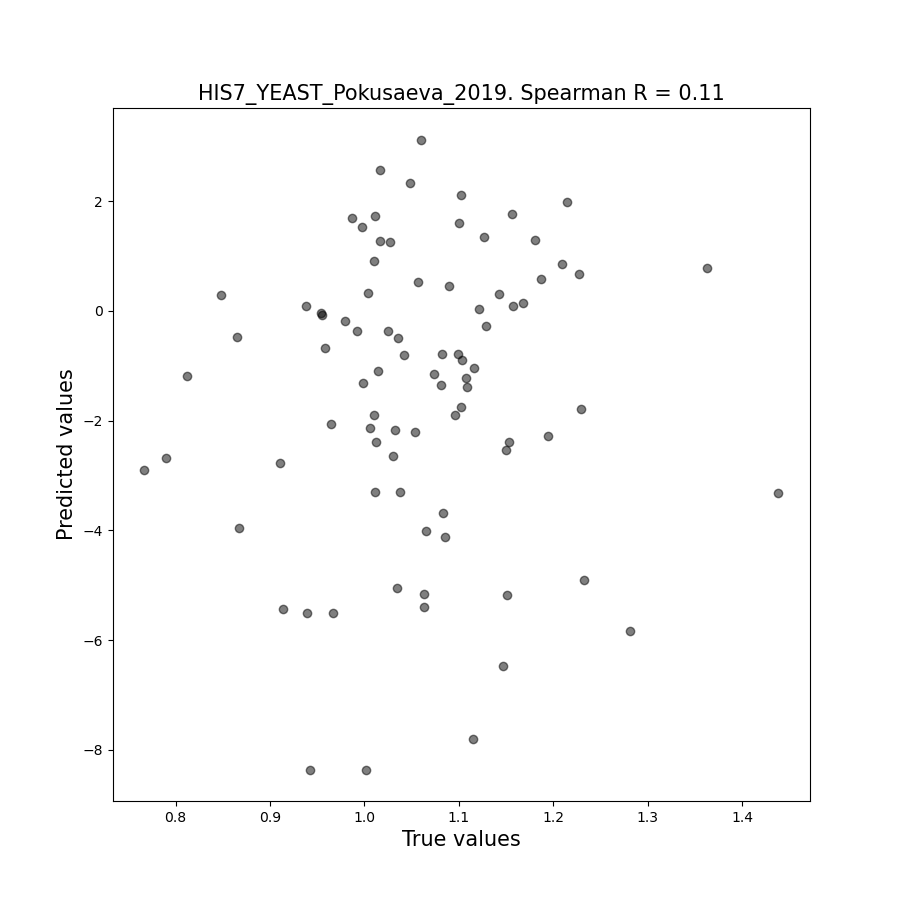 HIS7_YEAST_Pokusaeva_2019. Spearman R = 0.11
2
0
−2
−4
−6
−8
Predicted values
0.8 0.9 1.0 1.1 1.2 1.3 1.4
True values